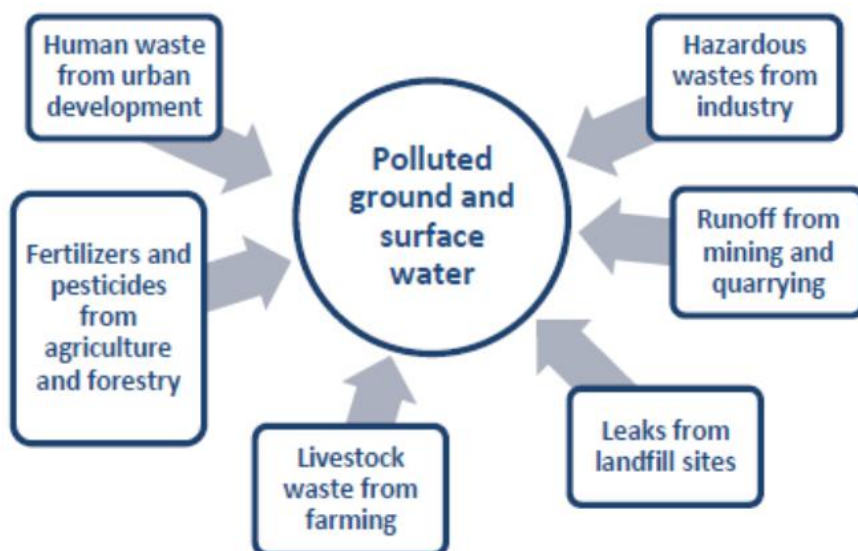 Human waste
from urban
development
Hazardous
wastes from
industry
Polluted
ground and
surface
water
Fertilizers and
pesticides
from
agriculture
and forestry
Runoff from
mining and
quarrying
Livestock
waste from
farming
Leaks from
landfill sites